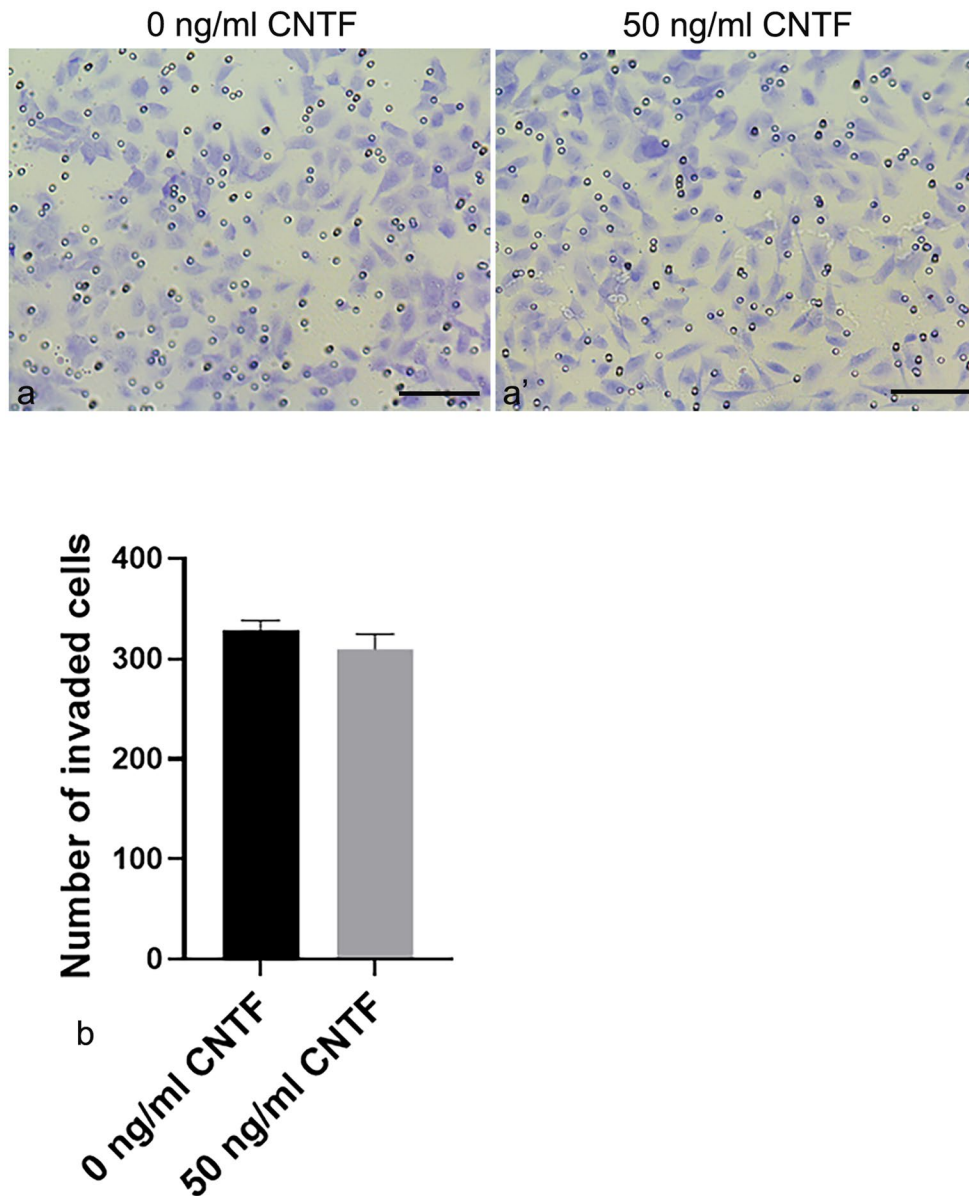 0 ng/ml CNTF
50 ng/ml CNTF
a
a'
Number of invaded cells
400
300
200
100
0
b
0 ng/ml CNTF
50 ng/ml CNTF